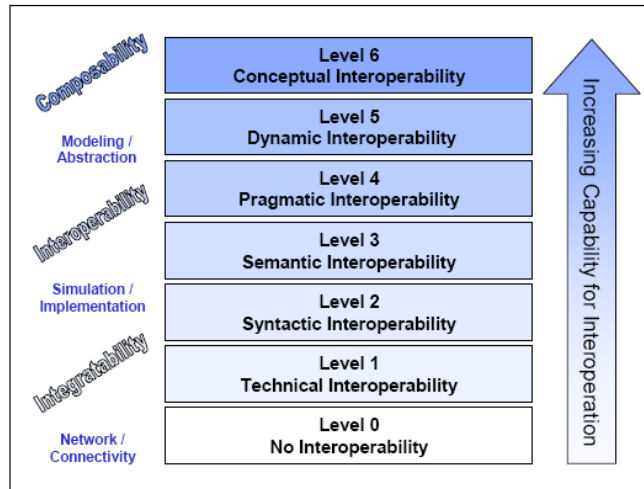 Composability
Modeling /
Abstraction
Interoperability
Simulation /
Implementation
Integratability
Network /
Connectivity
Level 6
Conceptual Interoperability
Level 5
Dynamic Interoperability
Level 4
Pragmatic Interoperability
Level 3
Semantic Interoperability
Level 2
Syntactic Interoperability
Level 1
Technical Interoperability
Level 0
No Interoperability
Increasing Capability for Interoperation